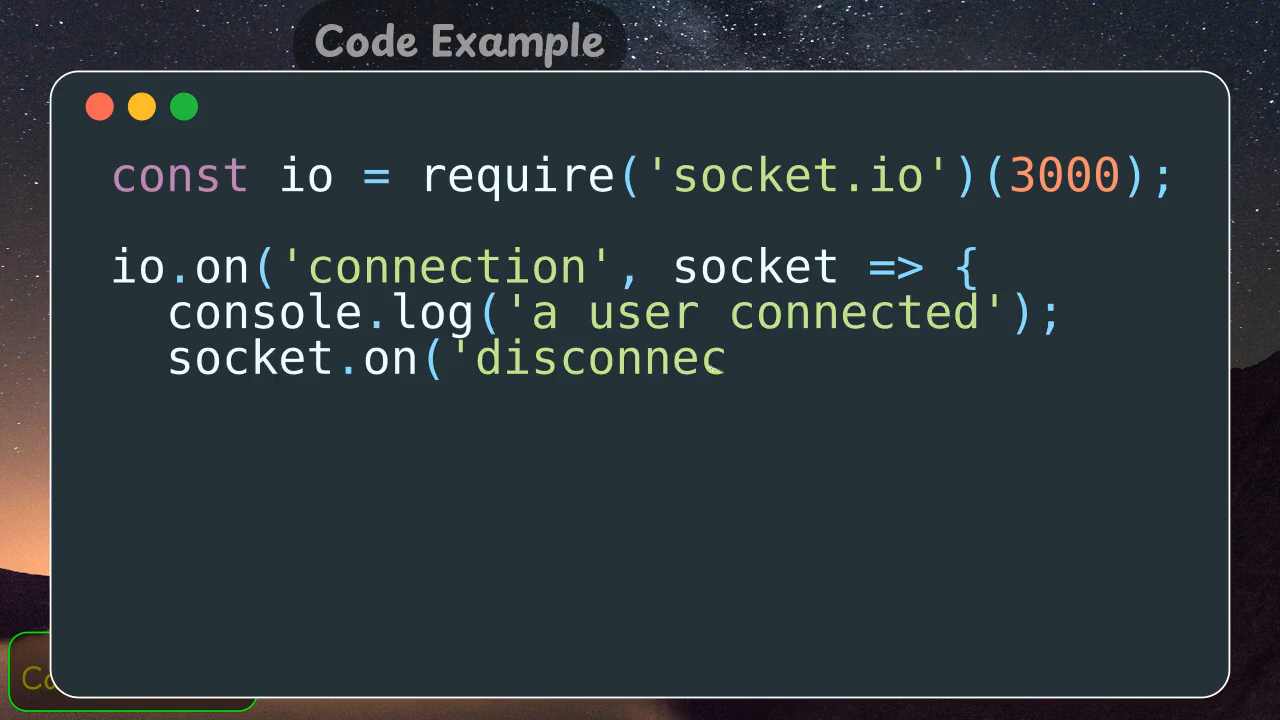 Code Example
const io = require('socket.io')(3000);
io.on('connection', socket => {
  console.log('a user connected');
  socket.on('disconnec